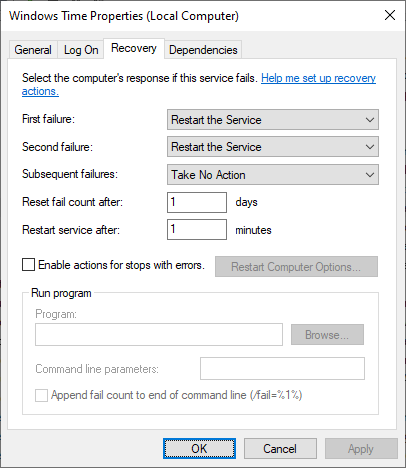 Windows Time Properties (Local Computer)
General Log On Recovery Dependencies
Select the computer's response if this service fails. Help me set up recovery
actions.
First failure: Restart the Service
Second failure: Restart the Service
Subsequent failures: Take No Action
Reset fail count after: 1 days
Restart service after: 1 minutes
Enable actions for stops with errors. Restart Computer Options...
Run program
Program:
Browse...
Command line parameters:
Append fail count to end of command line (/fail=%1%)
OK Cancel Apply